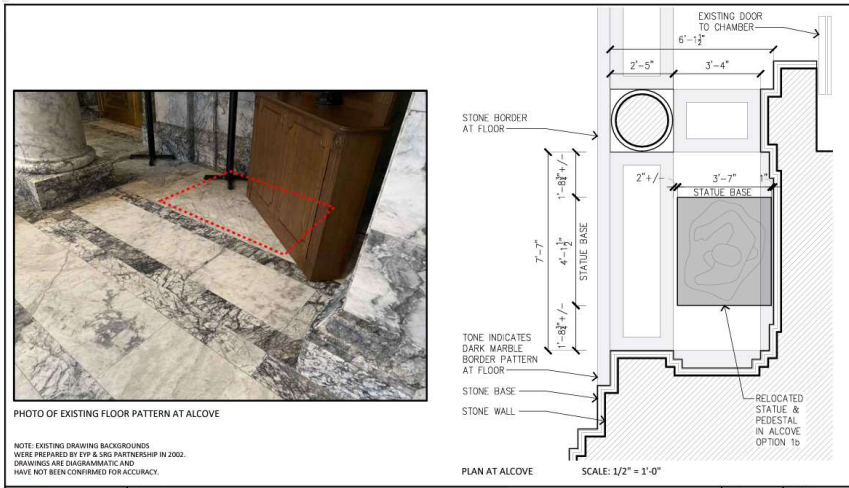 EXISTING DOOR
TO CHAMBER
6'-1½"
2'-5"
3'-4"
STONE BORDER
AT FLOOR
1'-8¾"+/-
2"+/-
3'-7"
1"
STATUE BASE
7'-7"
4'-1½"
STATUE BASE
1'-8¾"+/-
TONE INDICATES
DARK MARBLE
BORDER PATTERN
AT FLOOR
STONE BASE
STONE WALL
RELOCATED
STATUE &
PEDESTAL
IN ALCOVE
OPTION 1b
PHOTO OF EXISTING FLOOR PATTERN AT ALCOVE
NOTE: EXISTING DRAWING BACKGROUNDS
WERE PREPARED BY EYP & SRG PARTNERSHIP IN 2002.
DRAWINGS ARE DIAGRAMMATIC AND
HAVE NOT BEEN CONFIRMED FOR ACCURACY.
PLAN AT ALCOVE SCALE: 1/2" = 1'-0"